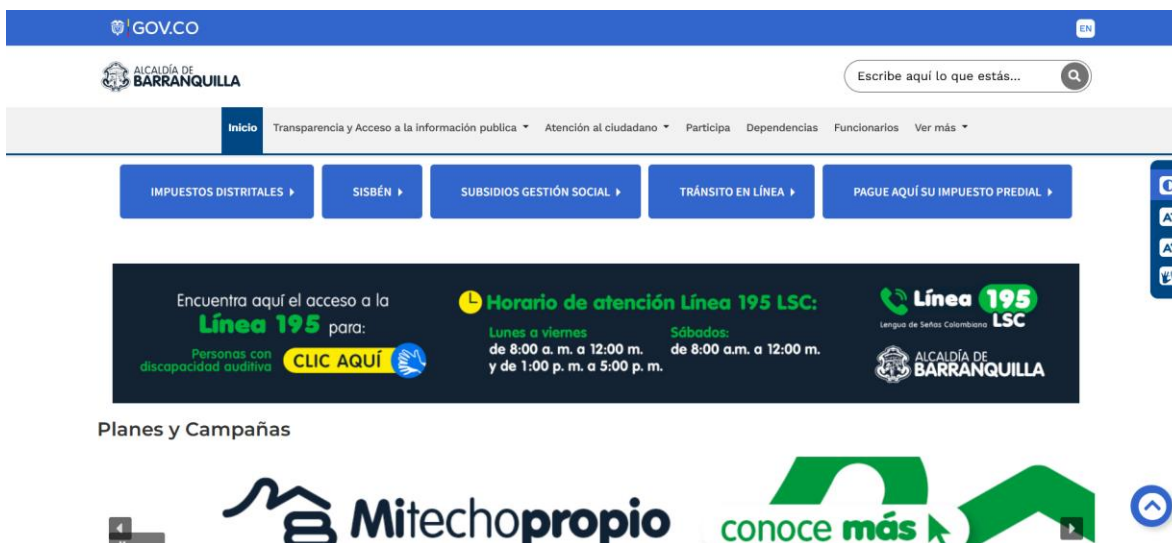 GOV.CO
EN
ALCALDÍA DE
BARRANQUILLA
Escribe aquí lo que estás...
Inicio Transparencia y Acceso a la información publica Atención al ciudadano Participa Dependencias Funcionarios Ver más
IMPUESTOS DISTRITALES SISBÉN SUBSIDIOS GESTIÓN SOCIAL TRÁNSITO EN LÍNEA PAGUE AQUÍ SU IMPUESTO PREDIAL
Encuentra aquí el acceso a la
Línea 195 para:
Personas con
discapacidad auditiva
CLIC AQUÍ
Horario de atención Línea 195 LSC:
Lunes a viernes
de 8:00 a. m. a 12:00 m.
y de 1:00 p. m. a 5:00 p. m.
Sábados:
de 8:00 a.m. a 12:00 m.
Línea 195
Lengua de Señas Colombiana LSC
ALCALDÍA DE
BARRANQUILLA
Planes y Campañas
Mitechopropio
conoce más